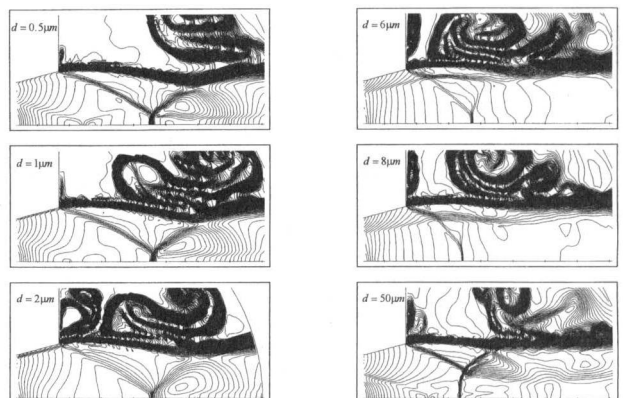 d = 0.5μm
d = 1μm
d = 2μm
d = 6μm
d = 8μm
d = 50μm